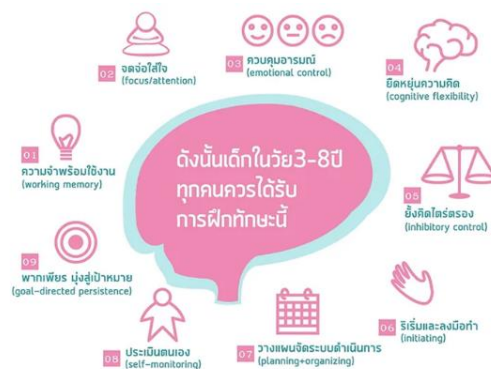 02
จดจ่อใส่ใจ
(focus/attention)
03
ควบคุมอารมณ์
(emotional control)
04
ยืดหยุ่นความคิด
(cognitive flexibility)
01
ความจำพร้อมใช้งาน
(working memory)
ดังนั้นเด็กในวัย3-8ปี
ทุกคนควรได้รับ
การฝึกทักษะนี้
05
ยั้งคิดไตร่ตรอง
(inhibitory control)
09
พากเพียร มุ่งสู่เป้าหมาย
(goal-directed persistence)
08
ประเมินตนเอง
(self-monitoring)
07
วางแผนจัดระบบดำเนินการ
(planning+organizing)
06
ริเริ่มและลงมือทำ
(initiating)